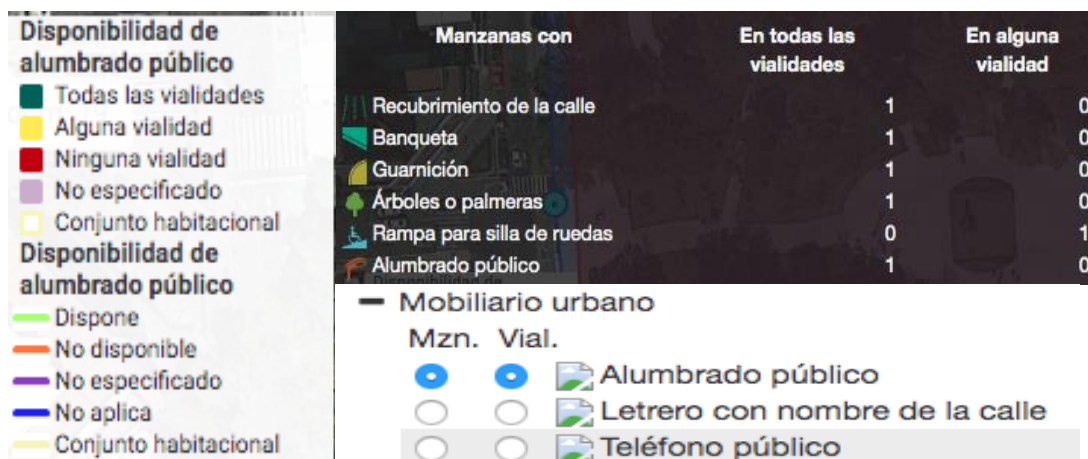 Disponibilidad de
alumbrado público
Todas las vialidades
Alguna vialidad
Ninguna vialidad
No especificado
Conjunto habitacional
Disponibilidad de
alumbrado público
Dispone
No disponible
No especificado
No aplica
Conjunto habitacional
Manzanas con En todas las vialidades En alguna vialidad
Recubrimiento de la calle 1 0
Banqueta 1 0
Guarnición 1 0
Árboles o palmeras 1 0
Rampa para silla de ruedas 0 1
Alumbrado público 1 0
Disponibilidad de
Mobiliario urbano
Mzn. Vial.
Alumbrado público
Letrero con nombre de la calle
Teléfono público